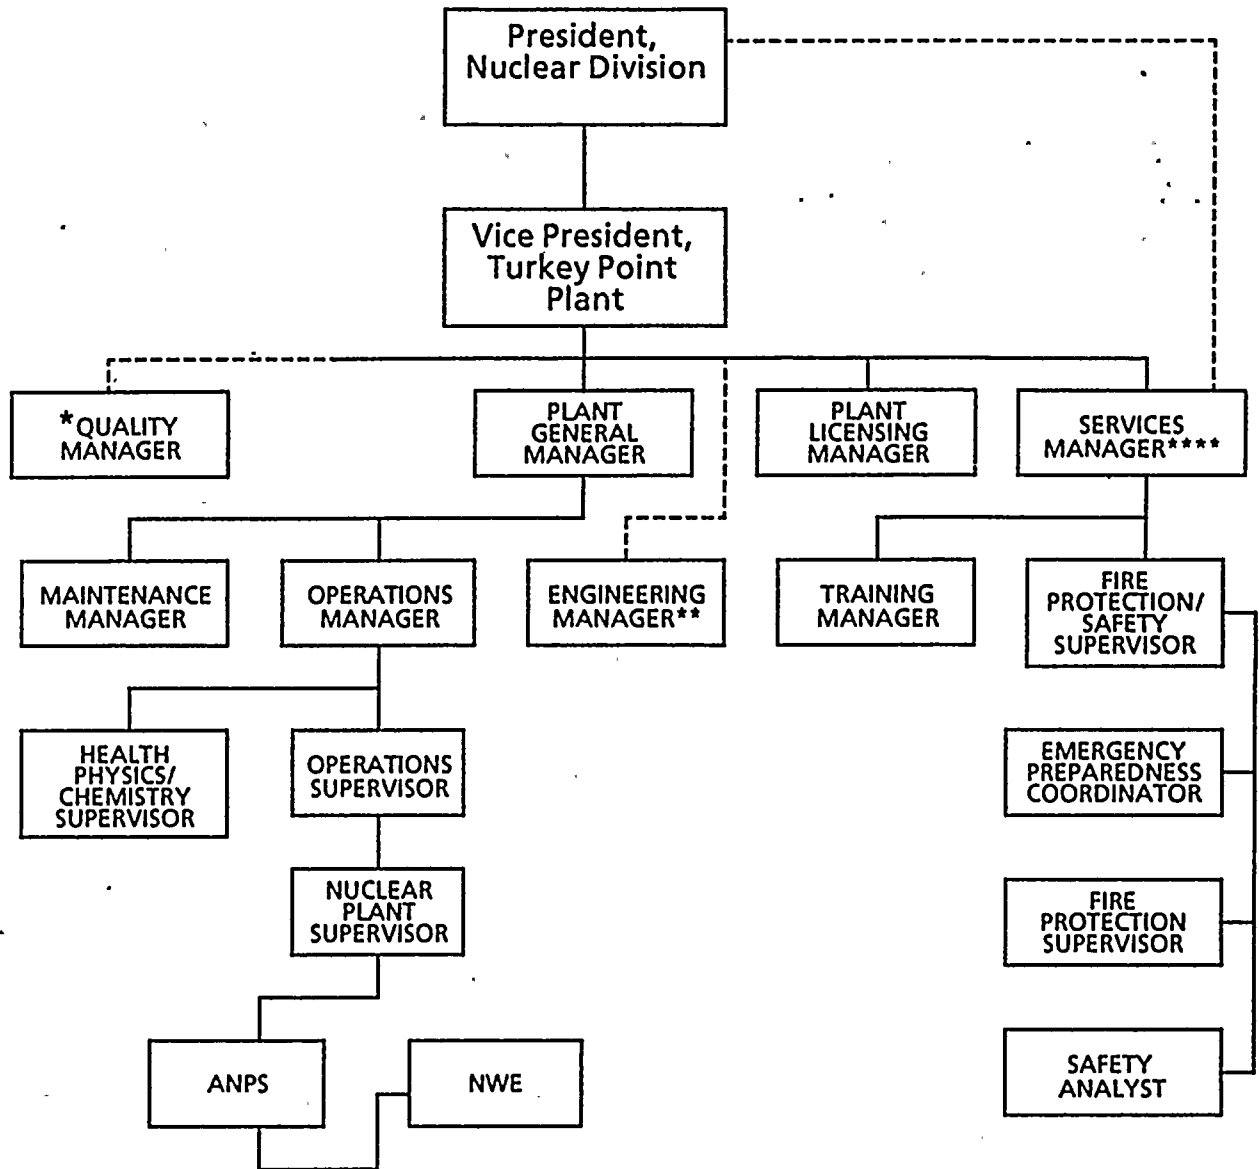 President,
Nuclear Division
Vice President,
Turkey Point
Plant
*QUALITY
MANAGER
PLANT
GENERAL
MANAGER
PLANT
LICENSING
MANAGER
SERVICES
MANAGER****
MAINTENANCE
MANAGER
OPERATIONS
MANAGER
ENGINEERING
MANAGER**
TRAINING
MANAGER
FIRE
PROTECTION/
SAFETY
SUPERVISOR
HEALTH
PHYSICS/
CHEMISTRY
SUPERVISOR
OPERATIONS
SUPERVISOR
EMERGENCY
PREPAREDNESS
COORDINATOR
NUCLEAR
PLANT
SUPERVISOR
FIRE
PROTECTION
SUPERVISOR
ANPS
NWE
SAFETY
ANALYST